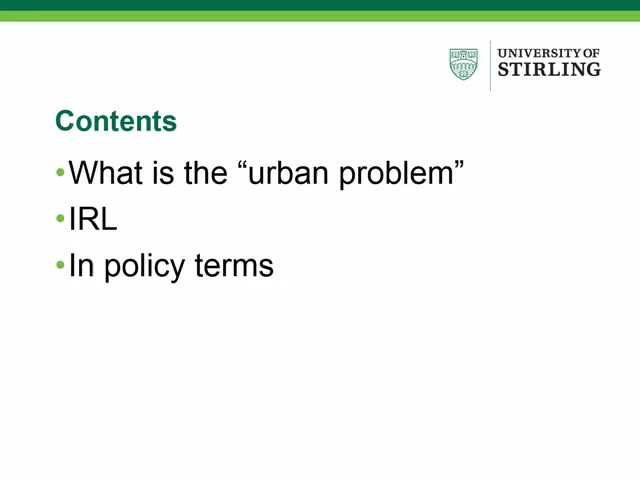 UNIVERSITY OF
STIRLING
Contents
•What is the “urban problem”
•IRL
•In policy terms